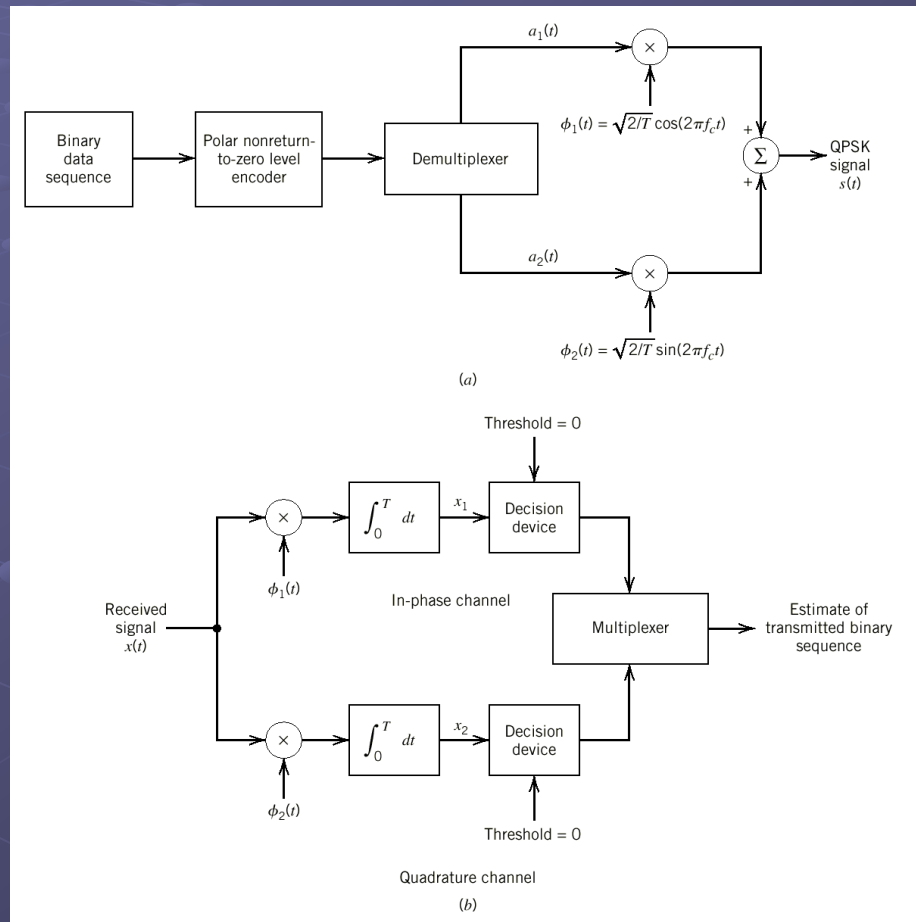 a₁(t)
×
ϕ₁(t) = √2/T cos(2πf_ct)
Binary
data
sequence
Polar nonreturn-
to-zero level
encoder
Demultiplexer
+
Σ
+
QPSK
signal
s(t)
a₂(t)
×
ϕ₂(t) = √2/T sin(2πf_ct)
(a)
Threshold = 0
×
∫₀ᵀ dt
x₁
Decision
device
ϕ₁(t)
In-phase channel
Received
signal
x(t)
Multiplexer
Estimate of
transmitted binary
sequence
×
∫₀ᵀ dt
x₂
Decision
device
ϕ₂(t)
Threshold = 0
Quadrature channel
(b)